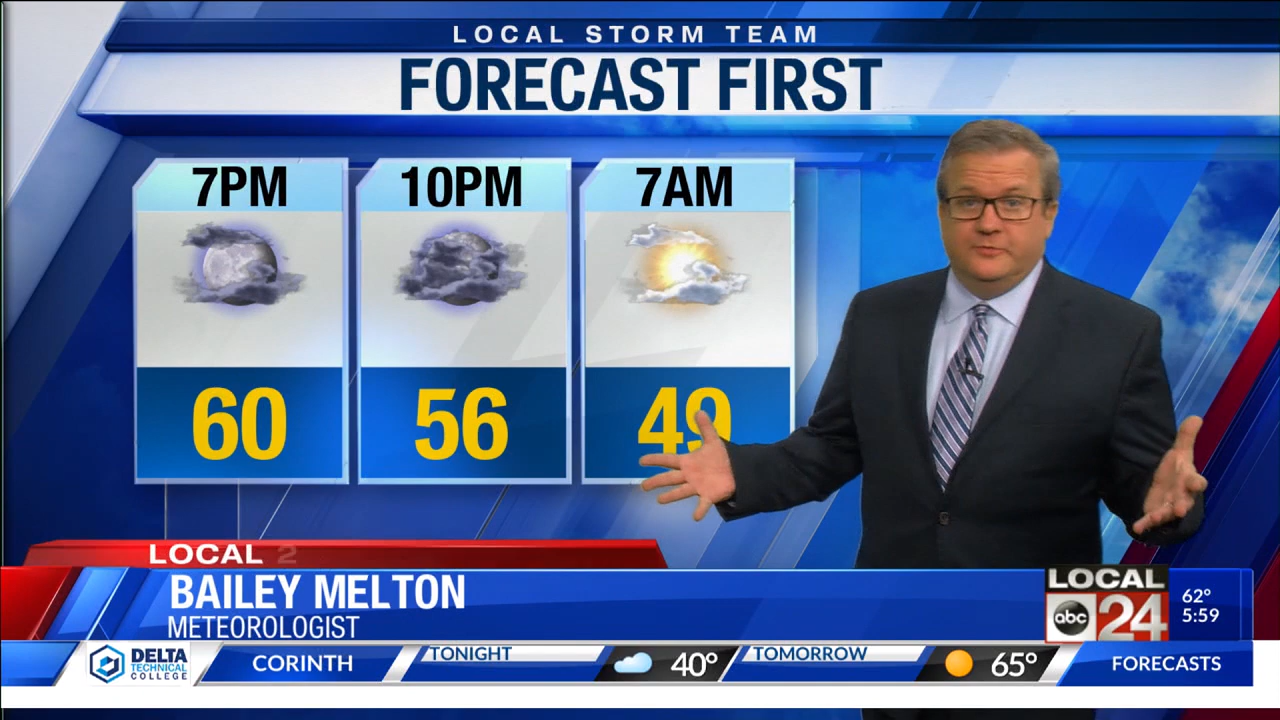 LOCAL STORM TEAM
FORECAST FIRST
7PM 10PM 7AM
60 56 49
LOCAL 2
BAILEY MELTON
METEOROLOGIST
LOCAL
abc 24
62°
5:59
DELTA
TECHNICAL
COLLEGE
CORINTH TONIGHT 40° TOMORROW 65° FORECASTS